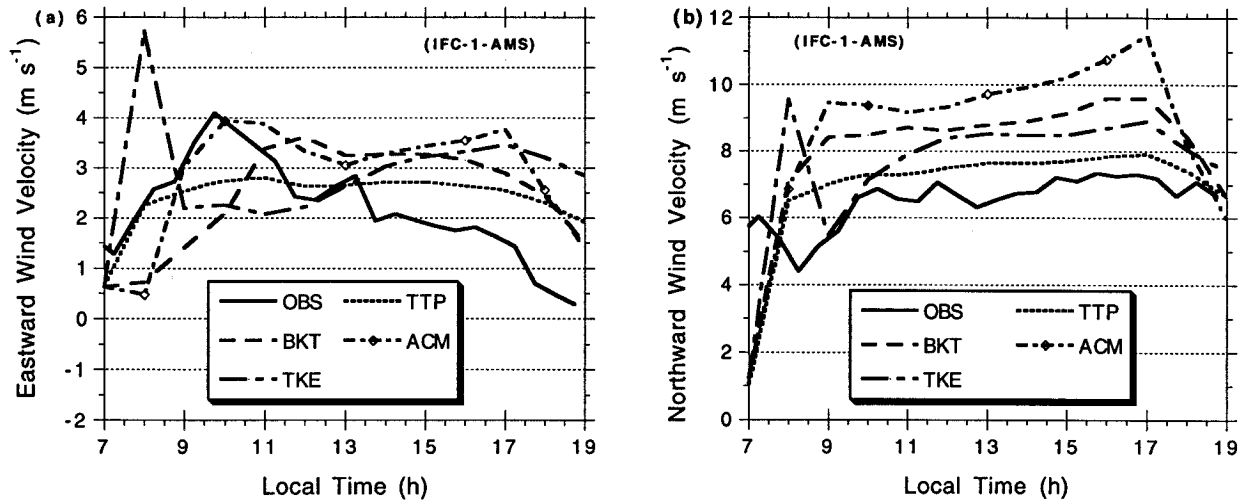 (a)
(IFC-1-AMS)
Eastward Wind Velocity (m s⁻¹)
6
5
4
3
2
1
0
-1
-2
OBS
TTP
BKT
ACM
TKE
7
9
11
13
15
17
19
Local Time (h)
(b)
(IFC-1-AMS)
Northward Wind Velocity (m s⁻¹)
12
10
8
6
4
2
0
OBS
TTP
BKT
ACM
TKE
7
9
11
13
15
17
19
Local Time (h)